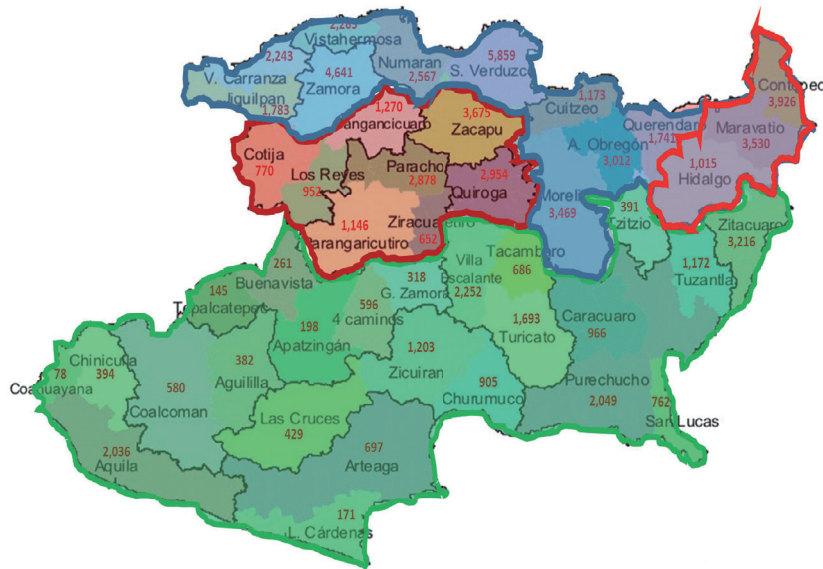 2,265
Vistahermosa
2,243
V. Carranza
Jiquilpan
1,783
4,641
Zamora
Numaran
2,567
5,859
S. Verduzco
1,173
Cuitzeo
A. Obregón
3,012
Querendaro
1,741
Contepec
3,926
Maravatio
3,530
1,015
Hidalgo
1,270
Tangancicuaro
3,675
Zacapu
Cotija
770
Los Reyes
952
Paracho
2,878
2,954
Quiroga
Morelia
3,469
1,146
Parangaricutiro
Ziracuaretiro
652
391
Tzitzio
Zitacuaro
3,216
1,172
Tuzantla
Tacambaro
686
Villa
Escalante
2,252
318
G. Zamora
261
Buenavista
145
Tepalcatepec
596
4 caminos
198
Apatzingán
1,693
Turicato
Caracuaro
966
1,203
Zicuiran
905
Churumuco
Purechucho
2,049
762
San Lucas
Chinicuila
394
78
Coahuayana
580
Coalcoman
382
Aguililla
Las Cruces
429
2,036
Aquila
697
Arteaga
171
L. Cárdenas